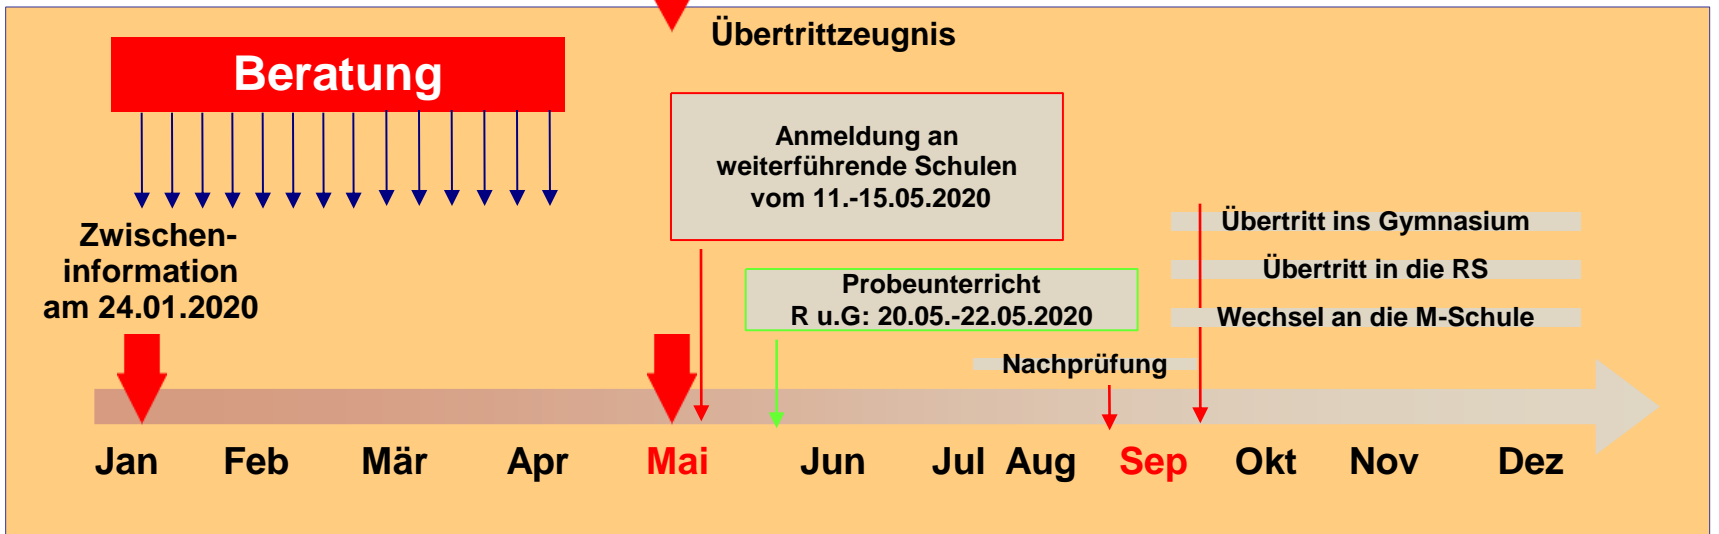 Übertrittzeugnis
Beratung
Anmeldung an
weiterführende Schulen
vom 11.-15.05.2020
Zwischen-
information
am 24.01.2020
Übertritt ins Gymnasium
Übertritt in die RS
Wechsel an die M-Schule
Probeunterricht
R u.G: 20.05.-22.05.2020
Nachprüfung
Jan Feb Mär Apr Mai Jun Jul Aug Sep Okt Nov Dez